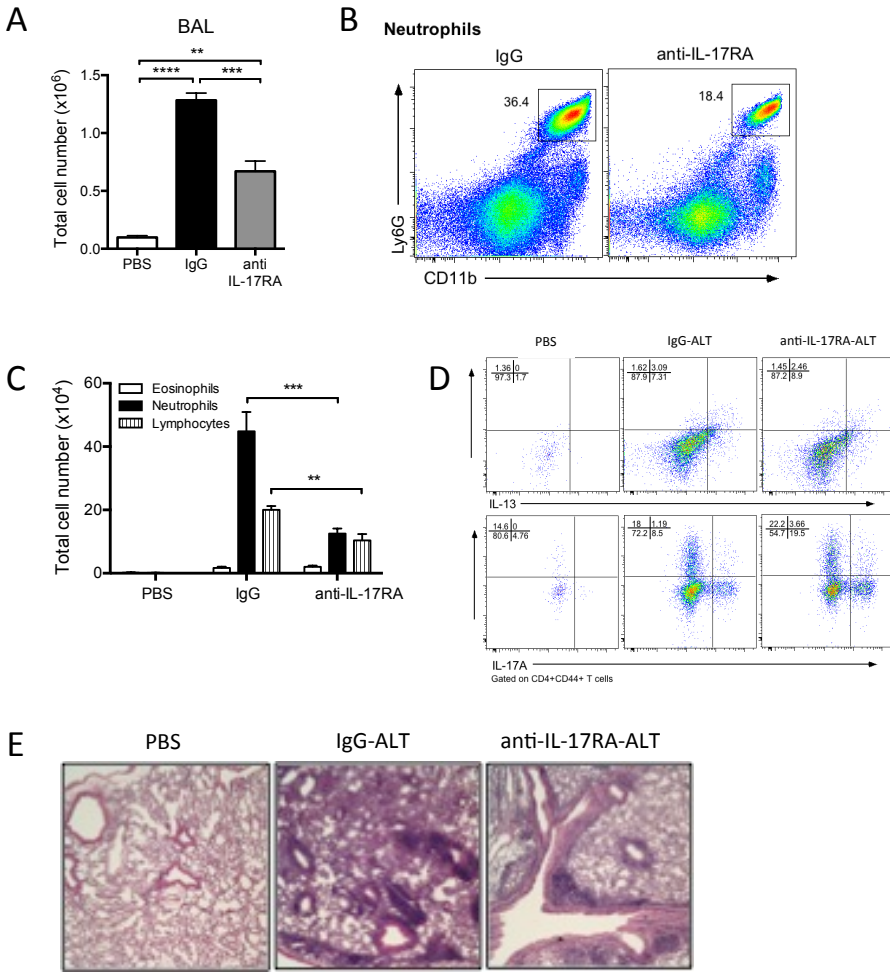 A
BAL
**
**** ***
Total cell number (x10⁶)
1.5
1.0
0.5
0.0
PBS IgG anti
IL-17RA
B
Neutrophils
IgG anti-IL-17RA
36.4 18.4
Ly6G
CD11b
C
Total cell number (x10⁴)
60
40
20
0
Eosinophils
Neutrophils
Lymphocytes
***
**
PBS IgG anti-IL-17RA
D
PBS IgG-ALT anti-IL-17RA-ALT
1.36 0 1.62 3.09 1.45 2.46
97.3 1.7 87.9 7.31 87.2 8.9
IL-13
14.6 0 18 1.19 22.2 3.66
80.6 4.76 72.2 8.5 54.7 19.5
IL-17A
Gated on CD4+CD44+ T cells
E
PBS IgG-ALT anti-IL-17RA-ALT